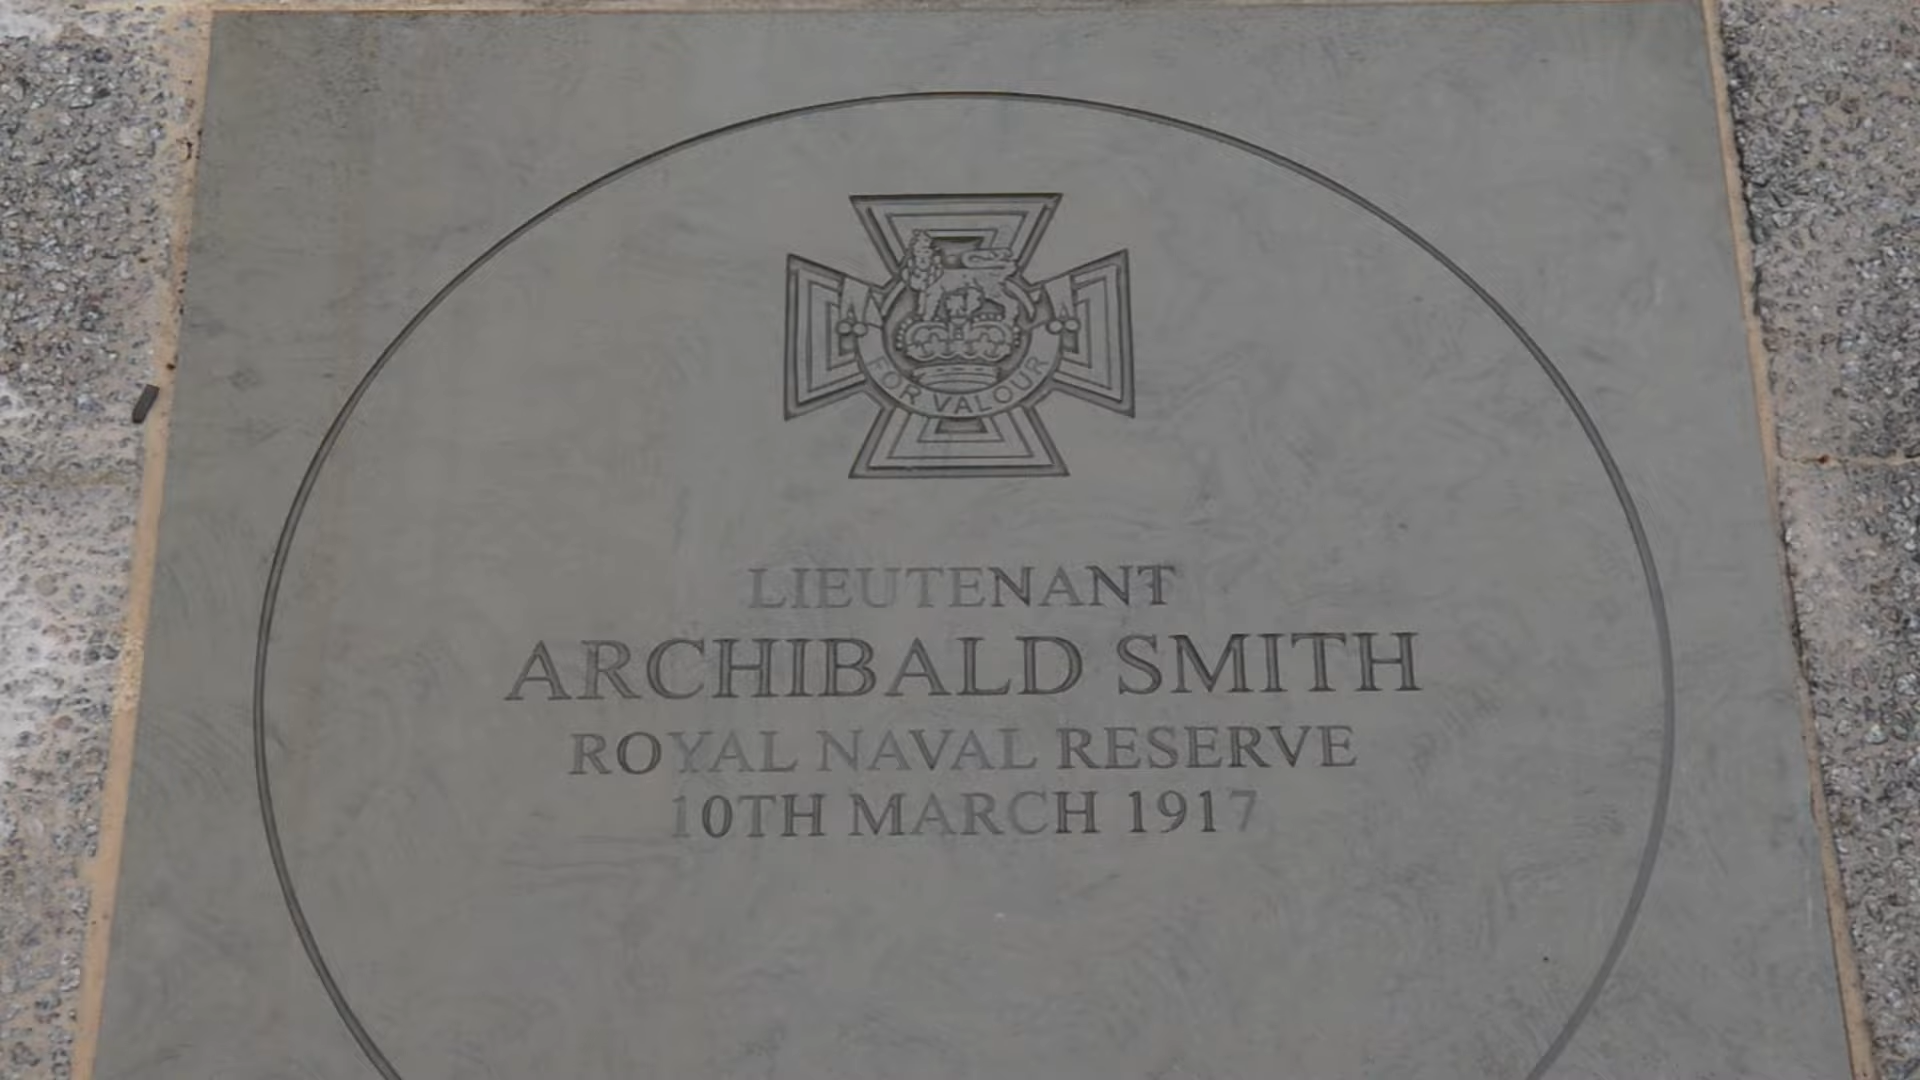 FOR VALOUR
LIEUTENANT
ARCHIBALD SMITH
ROYAL NAVAL RESERVE
10TH MARCH 1917